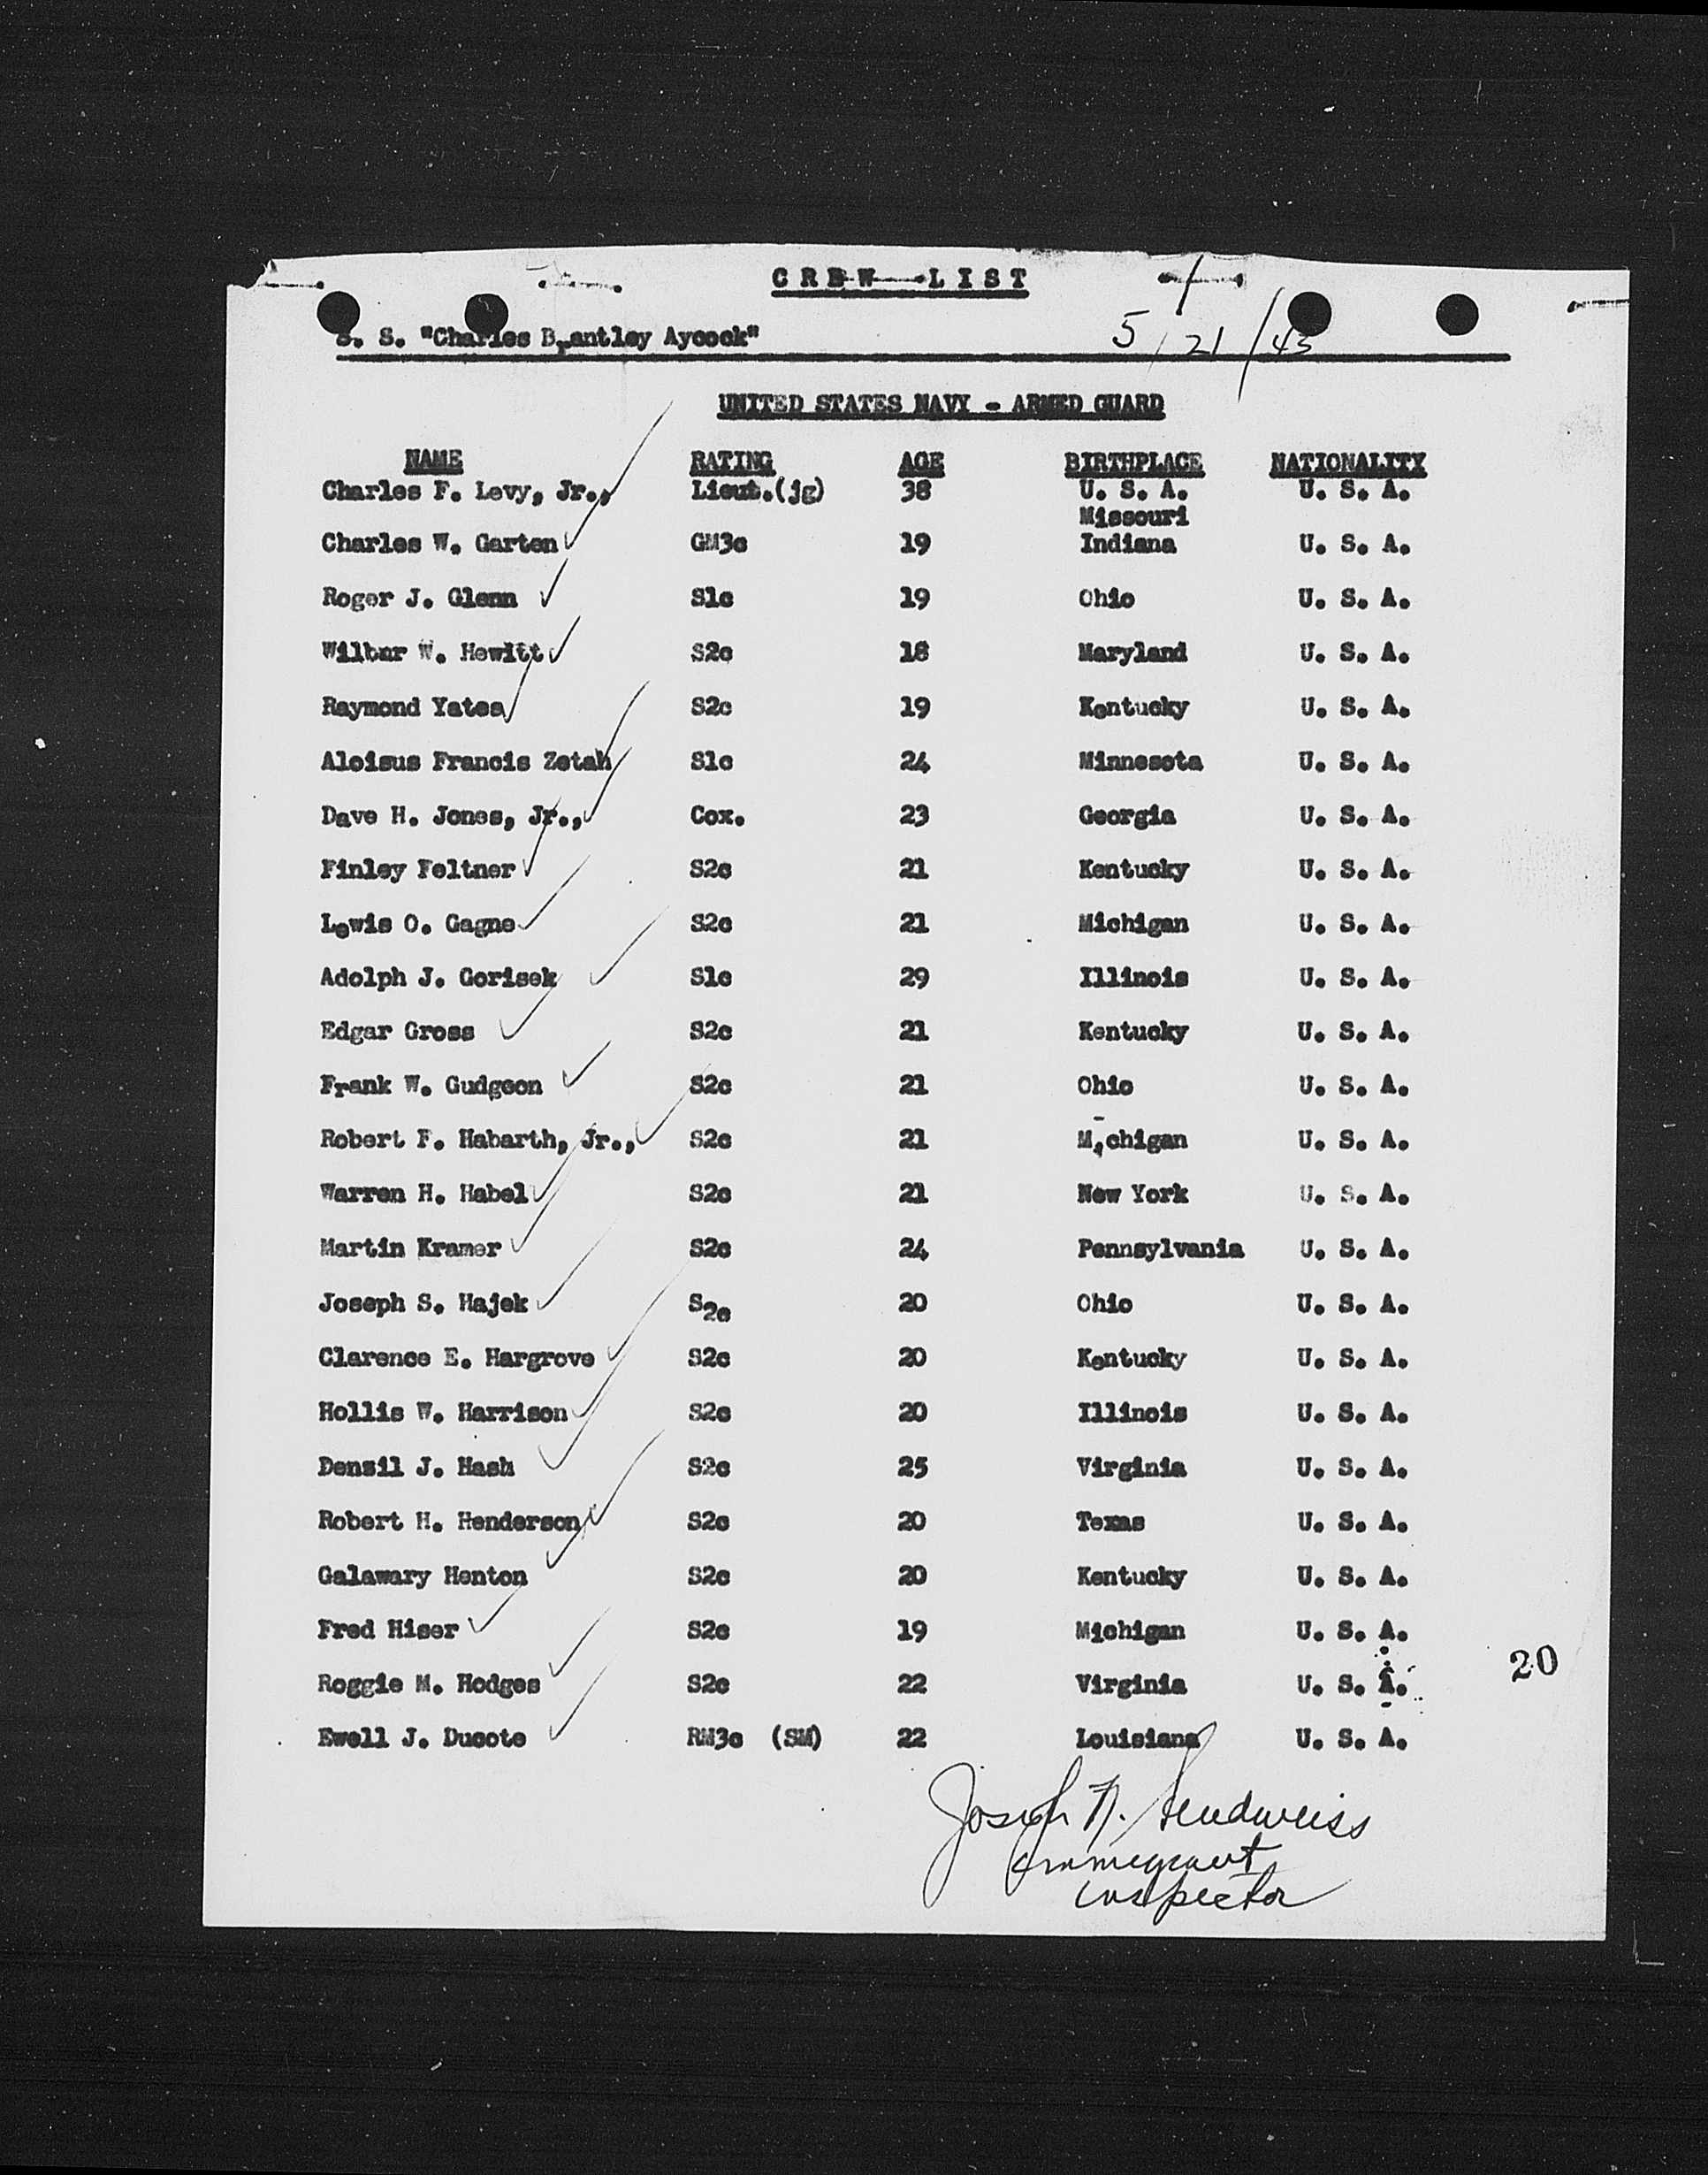 CREW LIST
S. S. "Charles Brantley Aycock" 5/21/43
UNITED STATES NAVY - ARMED GUARD
NAME RATING AGE BIRTHPLACE NATIONALITY
Charles F. Levy, Jr., Lieut.(jg) 38 U. S. A. U. S. A.
Missouri
Charles W. Garton GM3c 19 Indiana U. S. A.
Roger J. Glenn S1c 19 Ohio U. S. A.
Wilbur W. Hewitt S2c 18 Maryland U. S. A.
Raymond Yates S2c 19 Kentucky U. S. A.
Aloisus Francis Zetah S1c 24 Minnesota U. S. A.
Dave H. Jones, Jr., Cox. 23 Georgia U. S. A.
Finley Feltner S2c 21 Kentucky U. S. A.
Lewis O. Gagne S2c 21 Michigan U. S. A.
Adolph J. Gorisek S1c 29 Illinois U. S. A.
Edgar Gross S2c 21 Kentucky U. S. A.
Frank W. Gudgeon S2c 21 Ohio U. S. A.
Robert F. Habarth, Jr., S2c 21 Michigan U. S. A.
Warren H. Habel S2c 21 New York U. S. A.
Martin Kramer S2c 24 Pennsylvania U. S. A.
Joseph S. Hajek S2c 20 Ohio U. S. A.
Clarence E. Hargrove S2c 20 Kentucky U. S. A.
Hollis W. Harrison S2c 20 Illinois U. S. A.
Denzil J. Hash S2c 25 Virginia U. S. A.
Robert H. Henderson S2c 20 Texas U. S. A.
Galawary Henton S2c 20 Kentucky U. S. A.
Fred Hiser S2c 19 Michigan U. S. A.
20
Roggie M. Hodges S2c 22 Virginia U. S. A.
Ewell J. Ducote RM3c (SM) 22 Louisiana U. S. A.
Joseph N.
Immigrant
Inspector